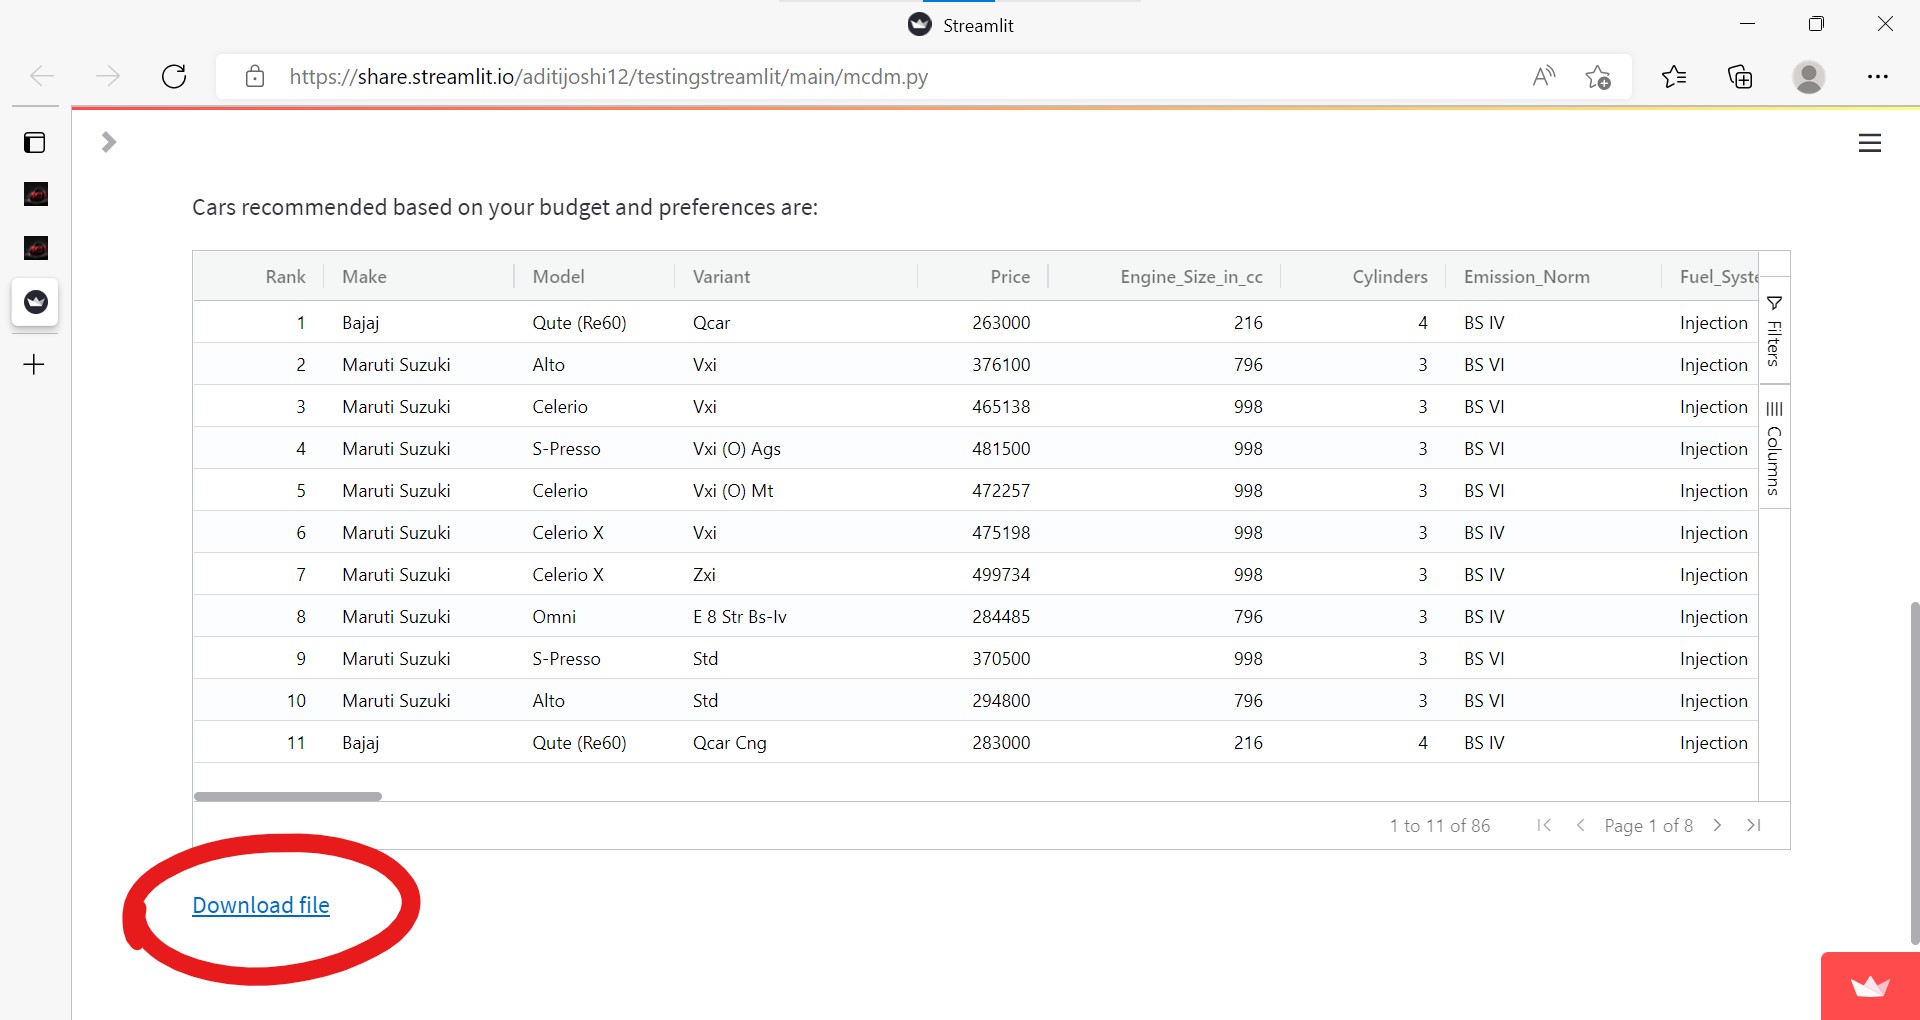 Streamlit
https://share.streamlit.io/aditijoshi12/testingstreamlit/main/mcdm.py
Cars recommended based on your budget and preferences are:
Rank Make Model Variant Price Engine_Size_in_cc Cylinders Emission_Norm Fuel_Syste
1 Bajaj Qute (Re60) Qcar 263000 216 4 BS IV Injection
2 Maruti Suzuki Alto Vxi 376100 796 3 BS VI Injection
3 Maruti Suzuki Celerio Vxi 465138 998 3 BS VI Injection
4 Maruti Suzuki S-Presso Vxi (O) Ags 481500 998 3 BS VI Injection
5 Maruti Suzuki Celerio Vxi (O) Mt 472257 998 3 BS VI Injection
6 Maruti Suzuki Celerio X Vxi 475198 998 3 BS IV Injection
7 Maruti Suzuki Celerio X Zxi 499734 998 3 BS IV Injection
8 Maruti Suzuki Omni E 8 Str Bs-Iv 284485 796 3 BS IV Injection
9 Maruti Suzuki S-Presso Std 370500 998 3 BS VI Injection
10 Maruti Suzuki Alto Std 294800 796 3 BS VI Injection
11 Bajaj Qute (Re60) Qcar Cng 283000 216 4 BS IV Injection
Filters
Columns
1 to 11 of 86 Page 1 of 8
Download file